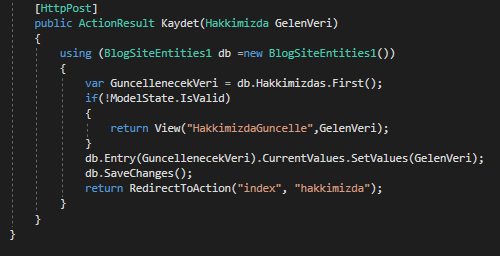 [HttpPost]
public ActionResult Kaydet(Hakkimizda GelenVeri)
{
using (BlogSiteEntities1 db =new BlogSiteEntities1())
{
var GuncellenecekVeri = db.Hakkimizdas.First();
if(!ModelState.IsValid)
{
return View("HakkimizdaGuncelle",GelenVeri);
}
db.Entry(GuncellenecekVeri).CurrentValues.SetValues(GelenVeri);
db.SaveChanges();
return RedirectToAction("index", "hakkimizda");
}
}
}